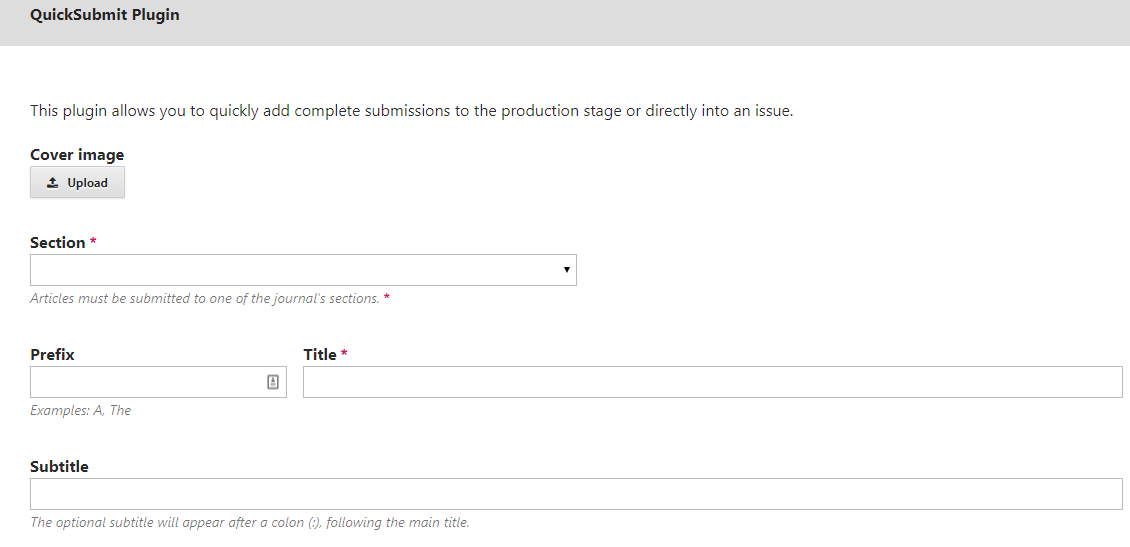 QuickSubmit Plugin
This plugin allows you to quickly add complete submissions to the production stage or directly into an issue.
Cover image
Upload
Section *
Articles must be submitted to one of the journal's sections. *
Prefix Title *
Examples: A, The
Subtitle
The optional subtitle will appear after a colon (:), following the main title.